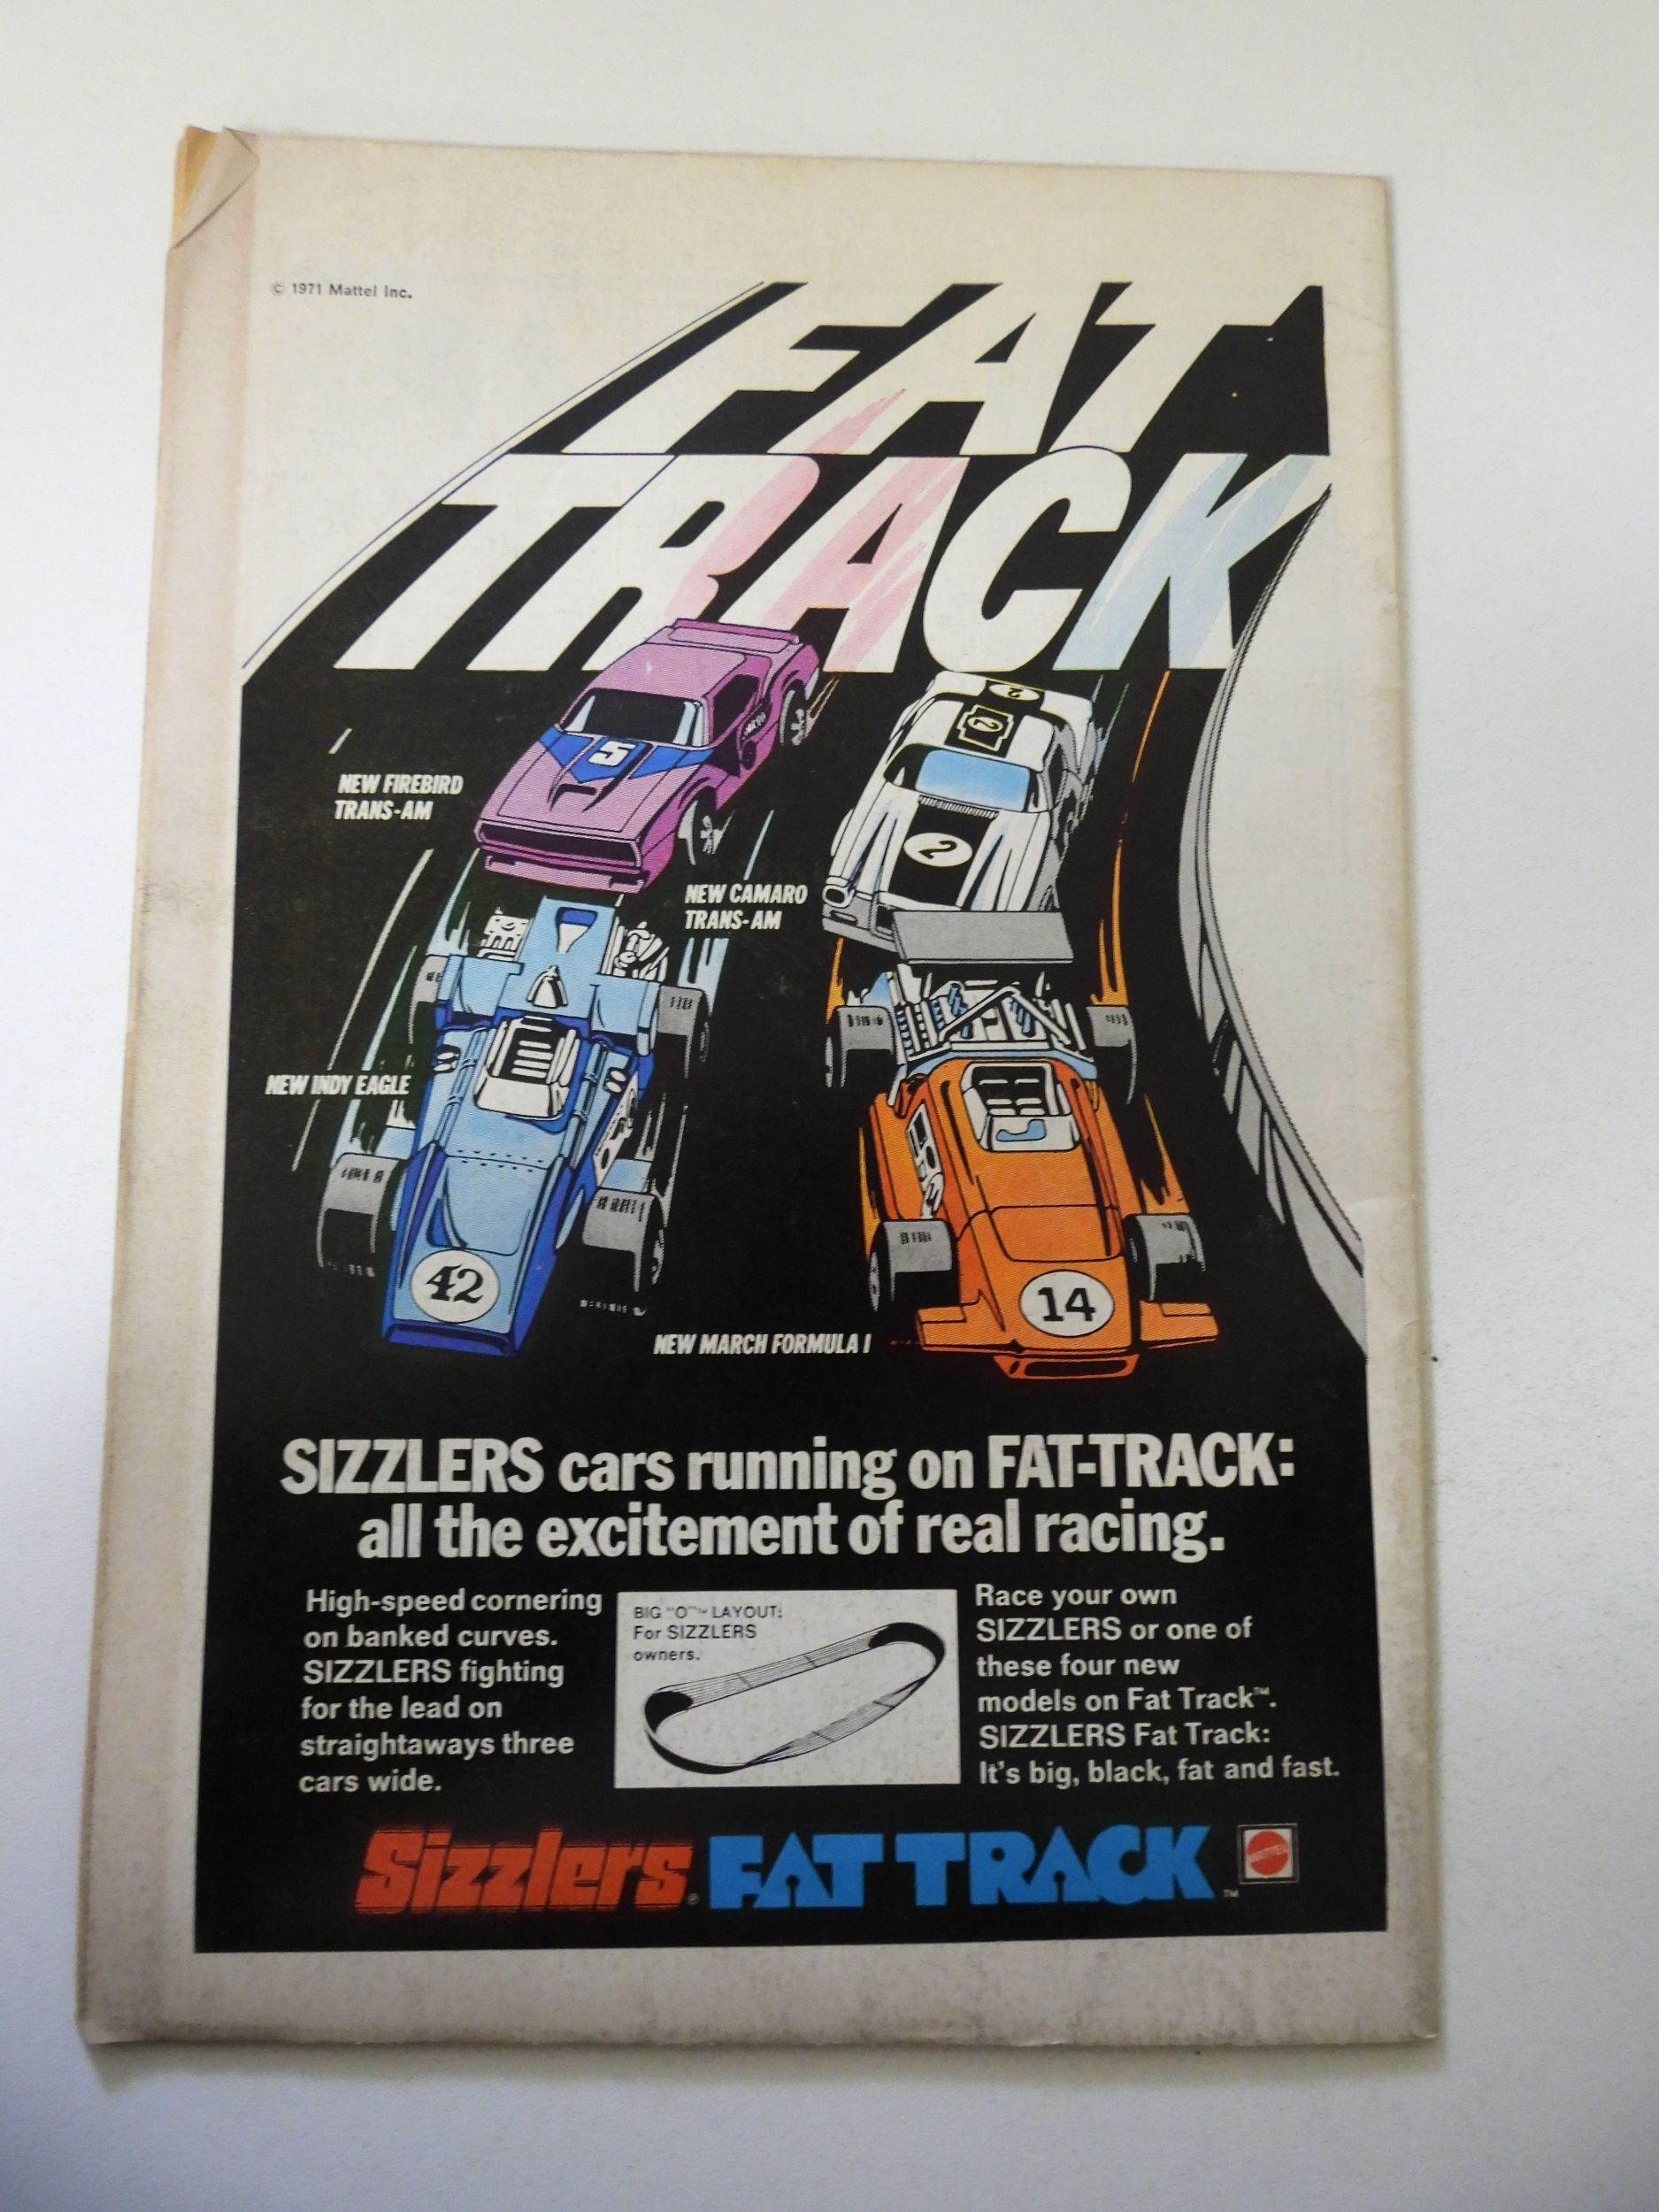 © 1971 Mattel Inc.
FAT
TRACK
5
2
2
2
NEW FIREBIRD
TRANS-AM
NEW CAMARO
TRANS-AM
NEW INDY EAGLE
42
14
NEW MARCH FORMULA I
SIZZLERS cars running on FAT-TRACK:
all the excitement of real racing.
High-speed cornering
on banked curves.
SIZZLERS fighting
for the lead on
straightaways three
cars wide.
BIG "O"™ LAYOUT:
For SIZZLERS
owners.
Race your own
SIZZLERS or one of
these four new
models on Fat Track™.
SIZZLERS Fat Track:
It's big, black, fat and fast.
Sizzlers® FAT TRACK™
MATTEL